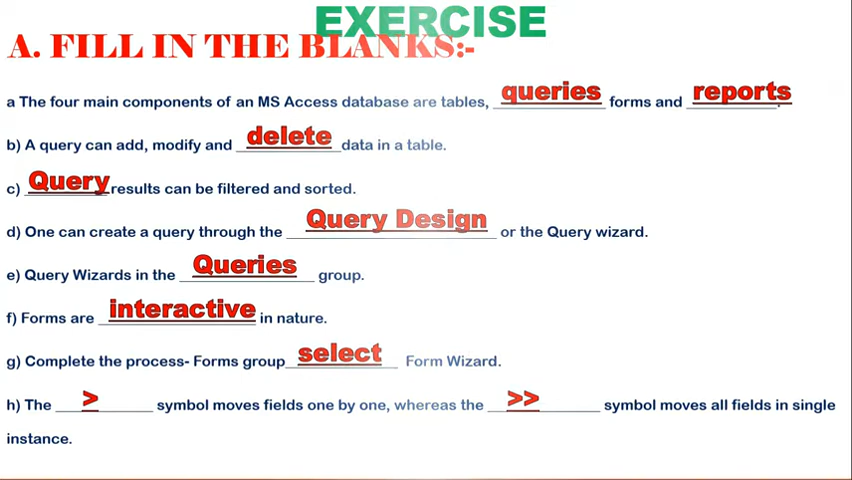 EXERCISE
A. FILL IN THE BLANKS:-
a The four main components of an MS Access database are tables, queries forms and reports.
b) A query can add, modify and delete data in a table.
c) Query results can be filtered and sorted.
d) One can create a query through the Query Design or the Query wizard.
e) Query Wizards in the Queries group.
f) Forms are interactive in nature.
g) Complete the process- Forms group select Form Wizard.
h) The > symbol moves fields one by one, whereas the >> symbol moves all fields in single
instance.